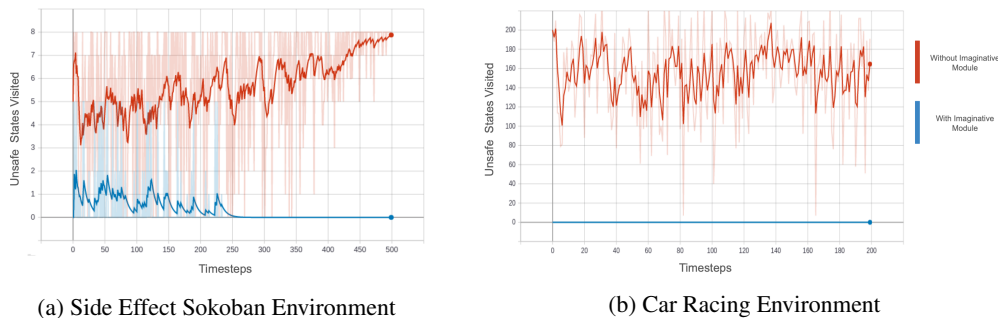 8
7
6
5
4
3
2
1
0
Unsafe States Visited
0 50 100 150 200 250 300 350 400 450 500
Timesteps
(a) Side Effect Sokoban Environment
200
180
160
140
120
100
80
60
40
20
0
Unsafe States Visited
0 20 40 60 80 100 120 140 160 180 200
Timesteps
(b) Car Racing Environment
Without Imaginative
Module
With Imaginative
Module